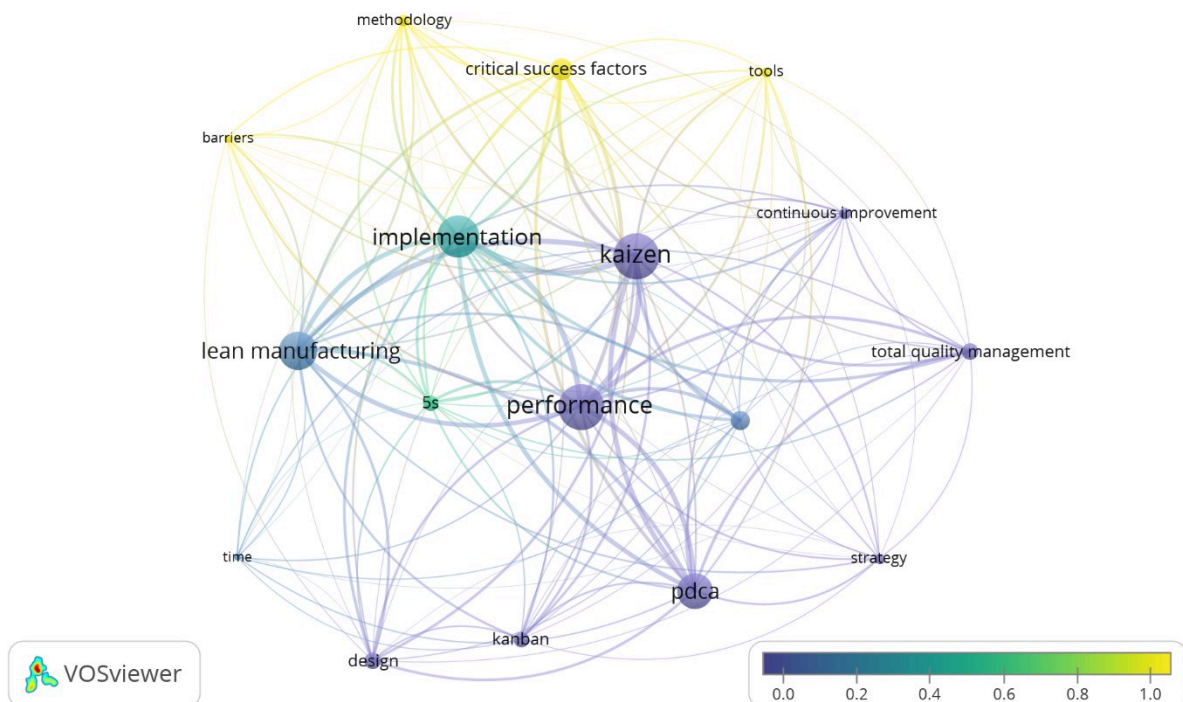 methodology
critical success factors
tools
barriers
continuous improvement
implementation
kaizen
lean manufacturing
total quality management
5s
performance
time
strategy
pdca
kanban
design
VOSviewer
0.0 0.2 0.4 0.6 0.8 1.0